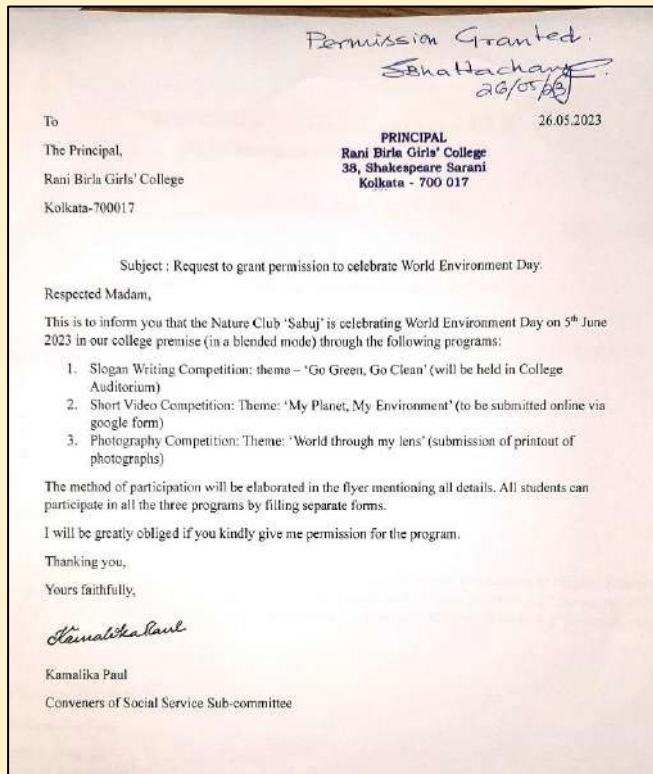 Permission Granted.
SBhattacharya
26/05/23
26.05.2023
To
The Principal,
Rani Birla Girls' College
Kolkata-700017
PRINCIPAL
Rani Birla Girls' College
38, Shakespeare Sarani
Kolkata - 700 017
Subject : Request to grant permission to celebrate World Environment Day.
Respected Madam,
This is to inform you that the Nature Club 'Sabuj' is celebrating World Environment Day on 5th June
2023 in our college premise (in a blended mode) through the following programs:
1. Slogan Writing Competition: theme – 'Go Green, Go Clean' (will be held in College
Auditorium)
2. Short Video Competition: Theme: 'My Planet, My Environment' (to be submitted online via
google form)
3. Photography Competition: Theme: 'World through my lens' (submission of printout of
photographs)
The method of participation will be elaborated in the flyer mentioning all details. All students can
participate in all the three programs by filling separate forms.
I will be greatly obliged if you kindly give me permission for the program.
Thanking you,
Yours faithfully,
Kamalika Paul
Kamalika Paul
Conveners of Social Service Sub-committee